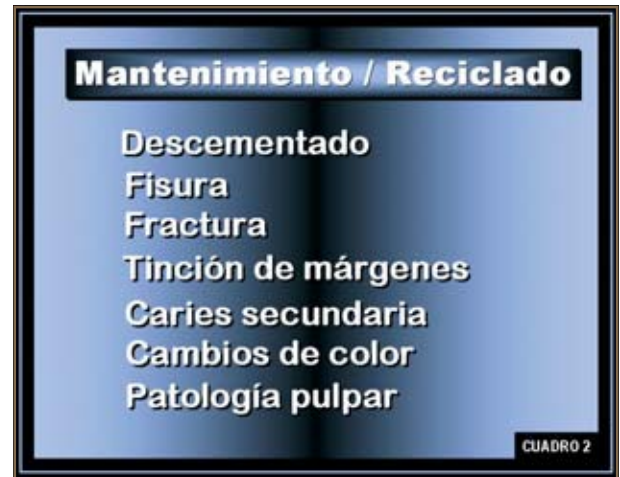 Mantenimiento / Reciclado
Descementado
Fisura
Fractura
Tinción de márgenes
Caries secundaria
Cambios de color
Patología pulpar
CUADRO 2